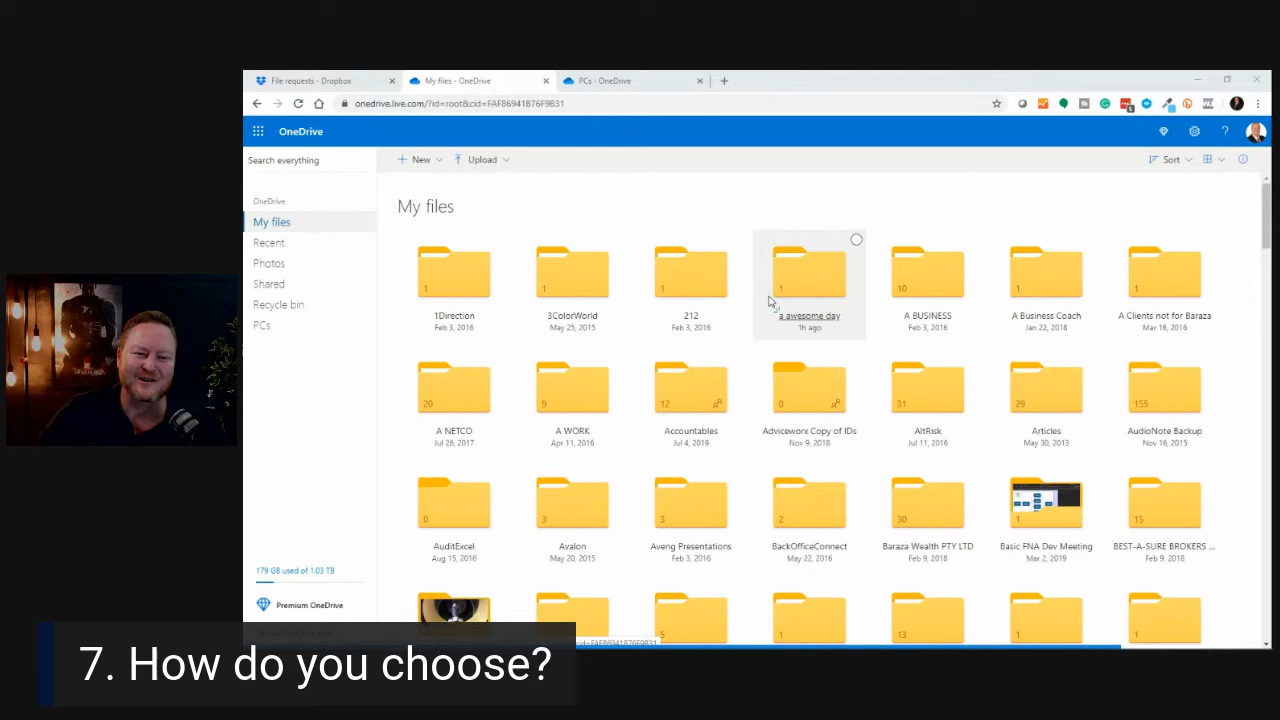 File requests - Dropbox
My files - OneDrive
PCs - OneDrive
onedrive.live.com/?id=root&cid=FAF86941B76F9B31
OneDrive
Search everything
New
Upload
Sort
OneDrive
My files
Recent
Photos
Shared
Recycle bin
PCs
My files
1
1
1
1
10
1
1
1Direction
3ColorWorld
212
a awesome day
A BUSINESS
A Business Coach
A Clients not for Baraza
Feb 3, 2016
May 25, 2015
Feb 3, 2016
1h ago
Feb 3, 2016
Jan 22, 2018
Mar 16, 2016
20
9
12
0
31
29
155
A NETCO
A WORK
Accountables
Adviceworx Copy of IDs
AltRisk
Articles
AudioNote Backup
Jul 26, 2017
Apr 11, 2016
Jul 4, 2019
Nov 9, 2018
Jul 11, 2016
May 30, 2013
Nov 16, 2015
0
3
3
2
30
1
15
AuditExcel
Avalon
Aveng Presentations
BackOfficeConnect
Baraza Wealth PTY LTD
Basic FNA Dev Meeting
BEST-A-SURE BROKERS ...
Aug 15, 2016
May 20, 2015
Feb 3, 2016
May 22, 2016
Feb 9, 2018
Mar 2, 2019
Feb 9, 2018
179 GB used of 1.03 TB
Premium OneDrive
5
1
13
1
1
7. How do you choose?